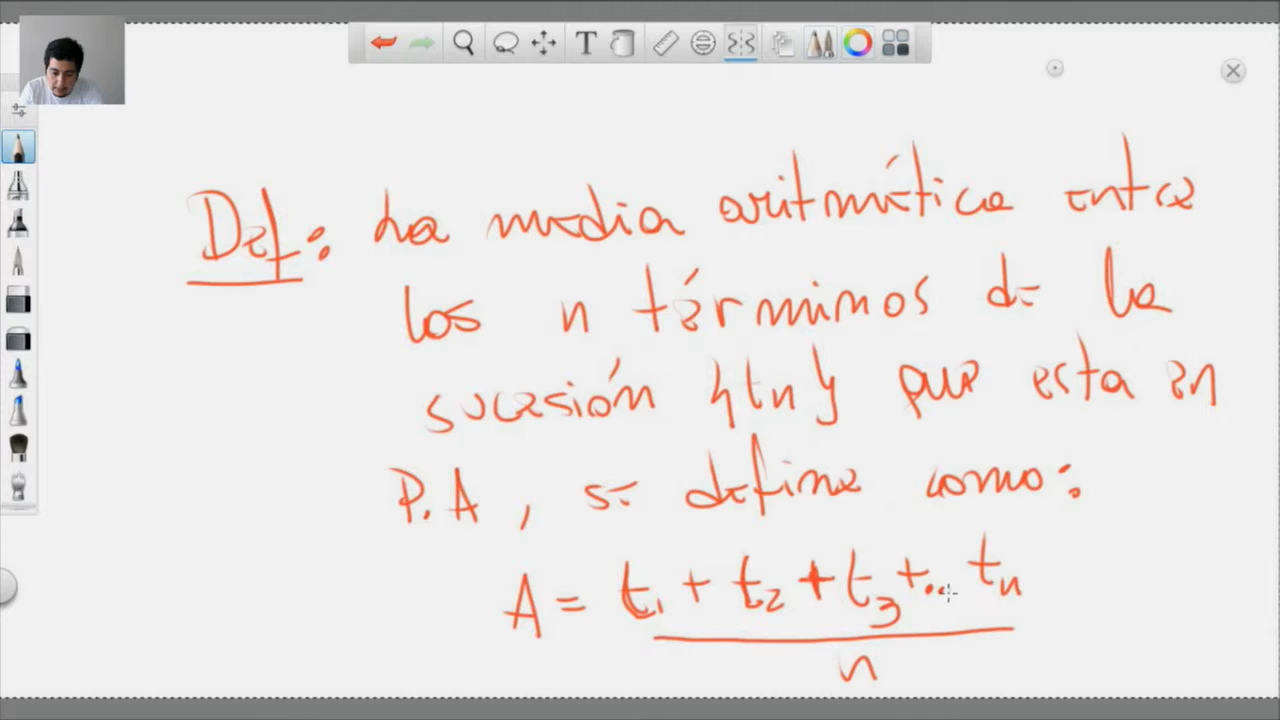 Def: La media aritmética entre
los n términos de la
sucesión {tn} que esta en
P.A, se define como:
A = t1 + t2 + t3 +... tn
n